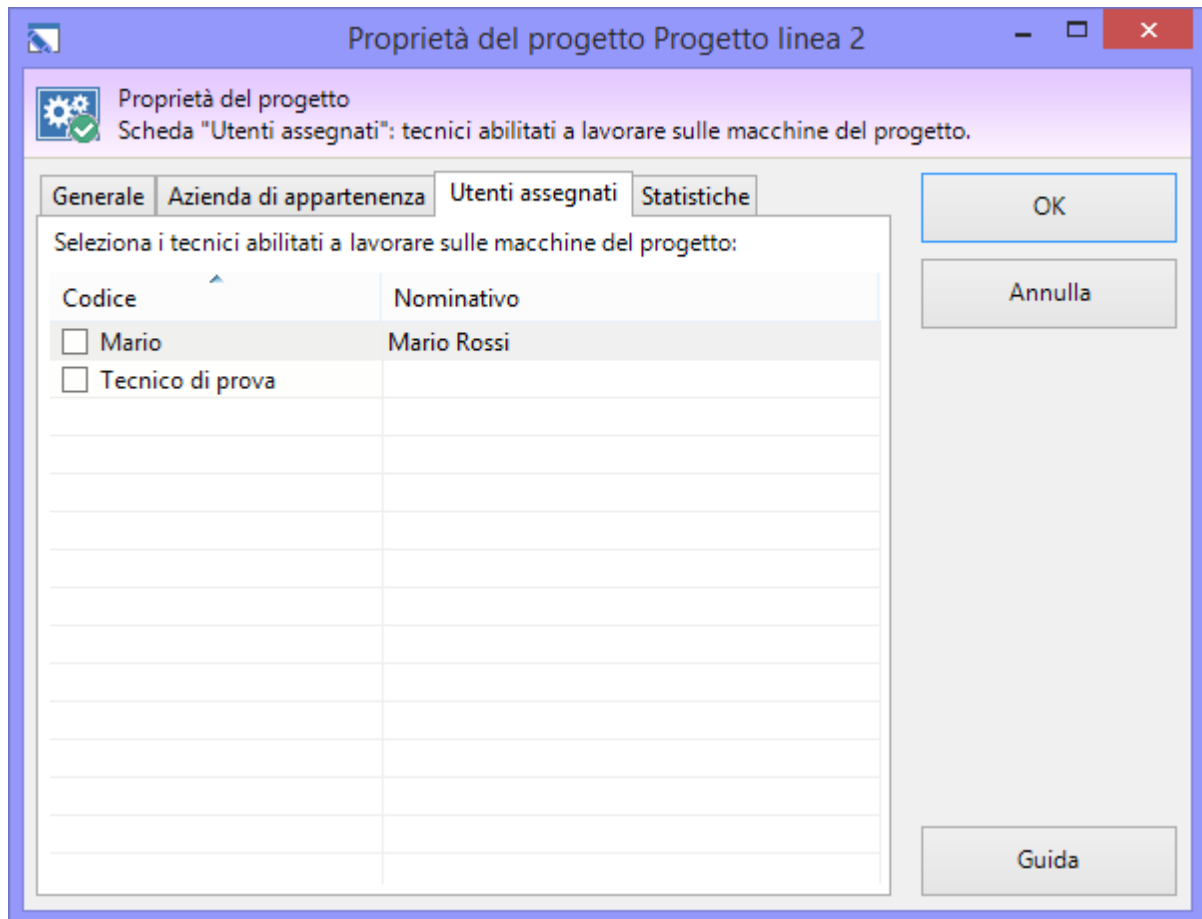 Proprietà del progetto Progetto linea 2
Proprietà del progetto
Scheda "Utenti assegnati": tecnici abilitati a lavorare sulle macchine del progetto.
Generale Azienda di appartenenza Utenti assegnati Statistiche
Seleziona i tecnici abilitati a lavorare sulle macchine del progetto:
Codice Nominativo
Mario Mario Rossi
Tecnico di prova
OK
Annulla
Guida